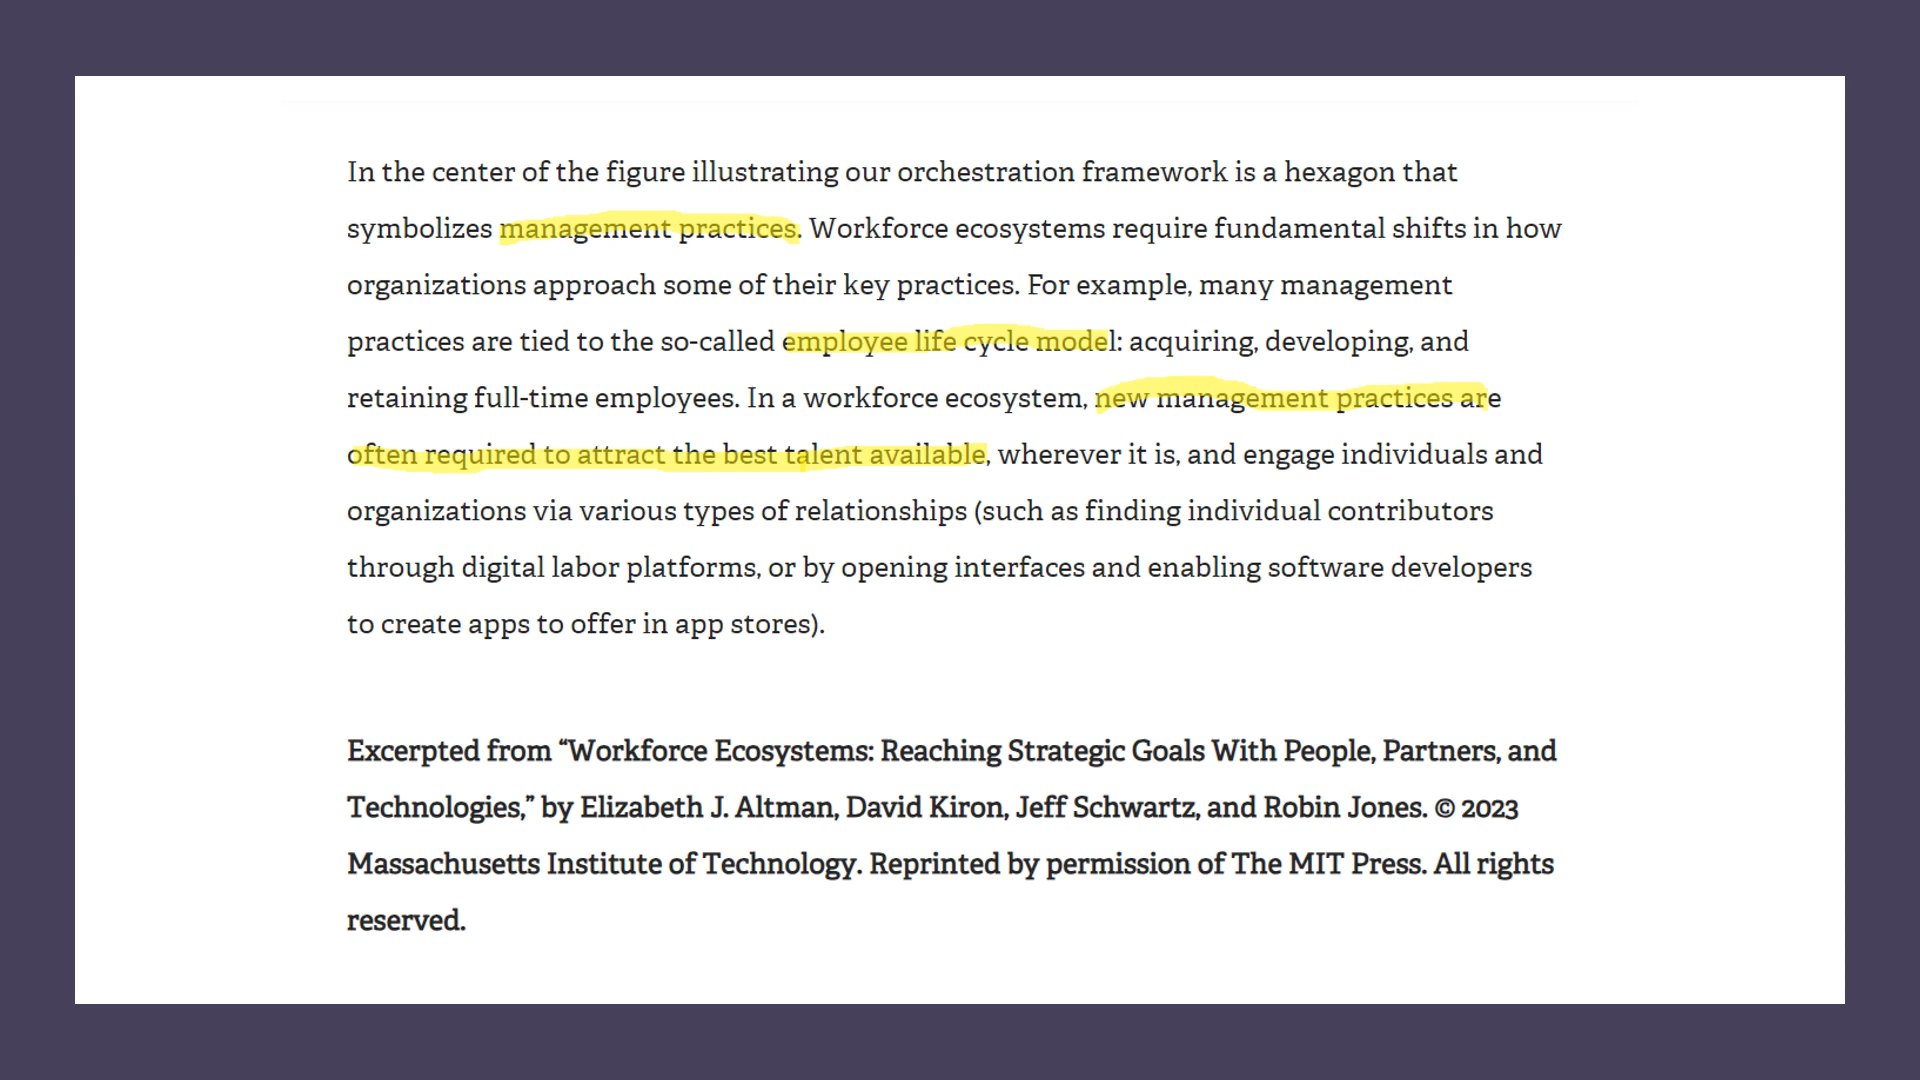 In the center of the figure illustrating our orchestration framework is a hexagon that
symbolizes management practices. Workforce ecosystems require fundamental shifts in how
organizations approach some of their key practices. For example, many management
practices are tied to the so-called employee life cycle model: acquiring, developing, and
retaining full-time employees. In a workforce ecosystem, new management practices are
often required to attract the best talent available, wherever it is, and engage individuals and
organizations via various types of relationships (such as finding individual contributors
through digital labor platforms, or by opening interfaces and enabling software developers
to create apps to offer in app stores).
Excerpted from “Workforce Ecosystems: Reaching Strategic Goals With People, Partners, and
Technologies,” by Elizabeth J. Altman, David Kiron, Jeff Schwartz, and Robin Jones. © 2023
Massachusetts Institute of Technology. Reprinted by permission of The MIT Press. All rights
reserved.